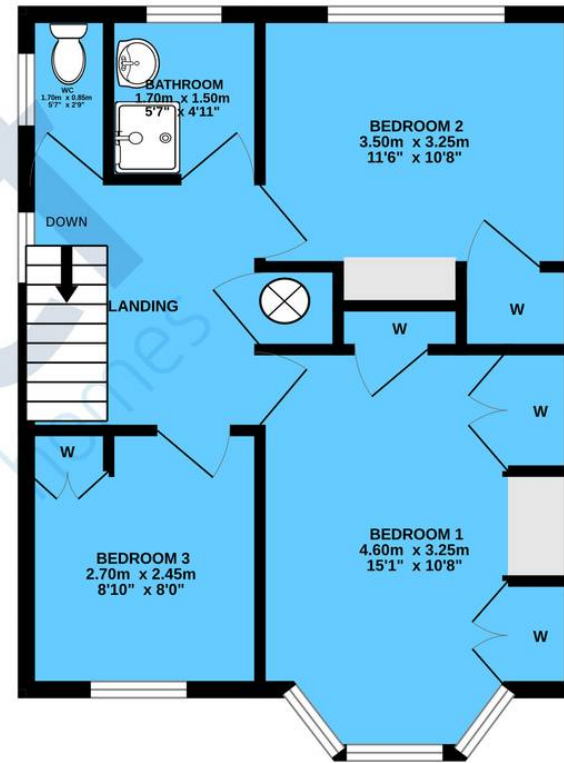 WC
1.70m x 0.85m
5'7" x 2'9"
BATHROOM
1.70m x 1.50m
5'7" x 4'11"
BEDROOM 2
3.50m x 3.25m
11'6" x 10'8"
DOWN
LANDING
W
W
W
W
BEDROOM 3
2.70m x 2.45m
8'10" x 8'0"
BEDROOM 1
4.60m x 3.25m
15'1" x 10'8"
W
homes